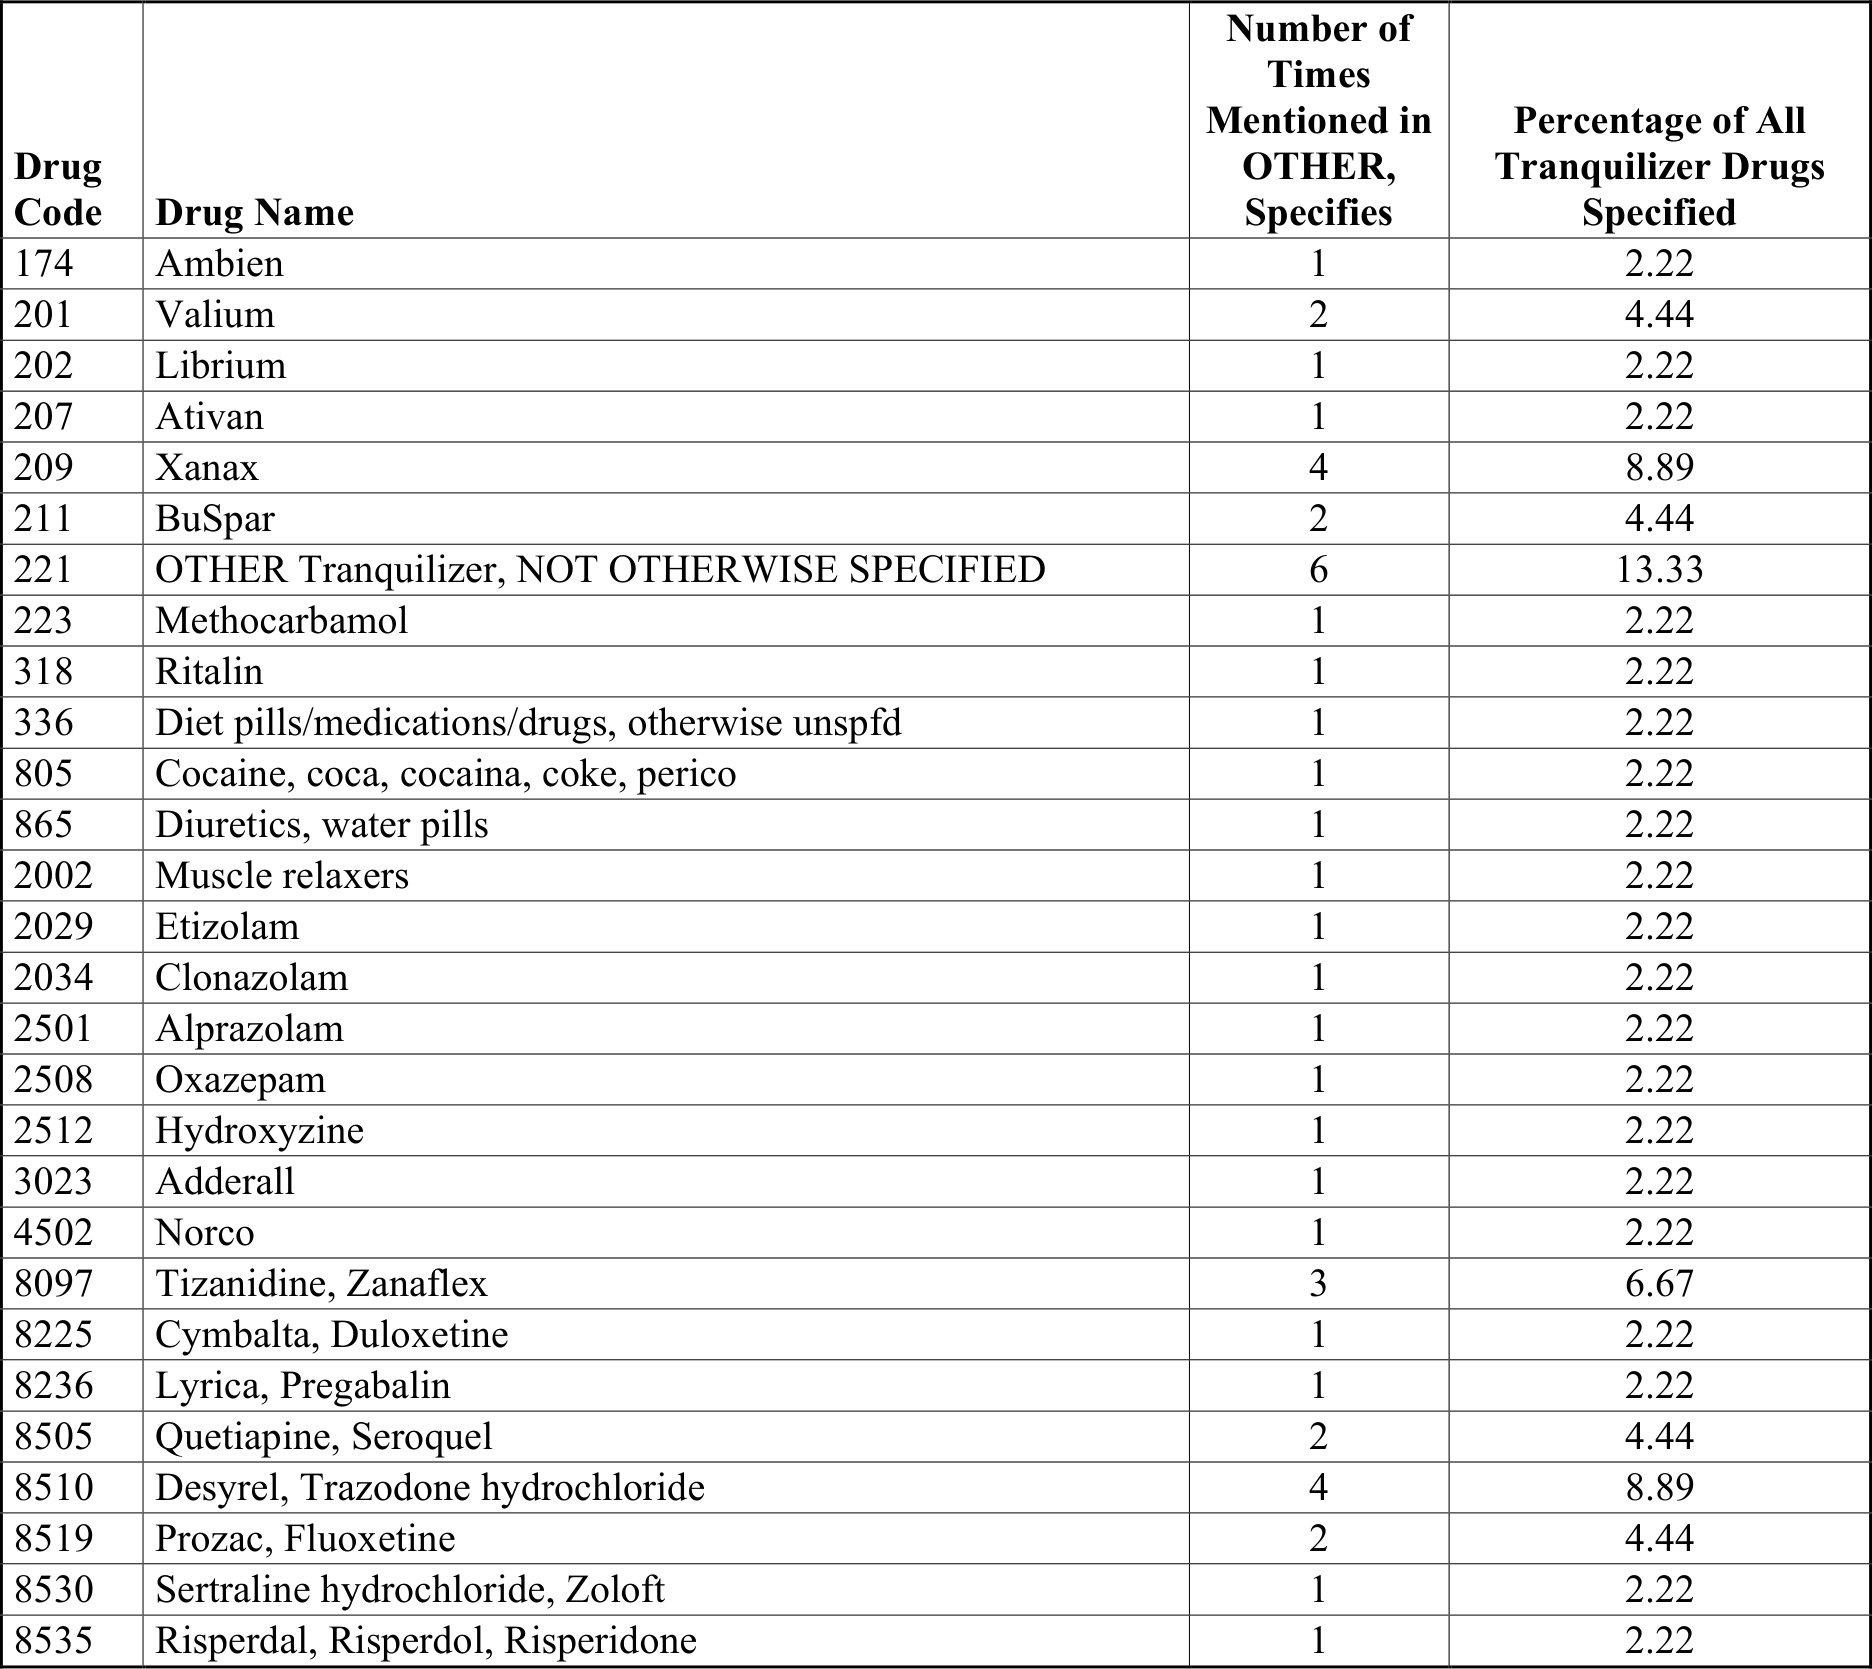 Drug Code | Drug Name | Number of Times Mentioned in OTHER, Specifies | Percentage of All Tranquilizer Drugs Specified
174 | Ambien | 1 | 2.22
201 | Valium | 2 | 4.44
202 | Librium | 1 | 2.22
207 | Ativan | 1 | 2.22
209 | Xanax | 4 | 8.89
211 | BuSpar | 2 | 4.44
221 | OTHER Tranquilizer, NOT OTHERWISE SPECIFIED | 6 | 13.33
223 | Methocarbamol | 1 | 2.22
318 | Ritalin | 1 | 2.22
336 | Diet pills/medications/drugs, otherwise unspfd | 1 | 2.22
805 | Cocaine, coca, cocaina, coke, perico | 1 | 2.22
865 | Diuretics, water pills | 1 | 2.22
2002 | Muscle relaxers | 1 | 2.22
2029 | Etizolam | 1 | 2.22
2034 | Clonazolam | 1 | 2.22
2501 | Alprazolam | 1 | 2.22
2508 | Oxazepam | 1 | 2.22
2512 | Hydroxyzine | 1 | 2.22
3023 | Adderall | 1 | 2.22
4502 | Norco | 1 | 2.22
8097 | Tizanidine, Zanaflex | 3 | 6.67
8225 | Cymbalta, Duloxetine | 1 | 2.22
8236 | Lyrica, Pregabalin | 1 | 2.22
8505 | Quetiapine, Seroquel | 2 | 4.44
8510 | Desyrel, Trazodone hydrochloride | 4 | 8.89
8519 | Prozac, Fluoxetine | 2 | 4.44
8530 | Sertraline hydrochloride, Zoloft | 1 | 2.22
8535 | Risperdal, Risperdol, Risperidone | 1 | 2.22